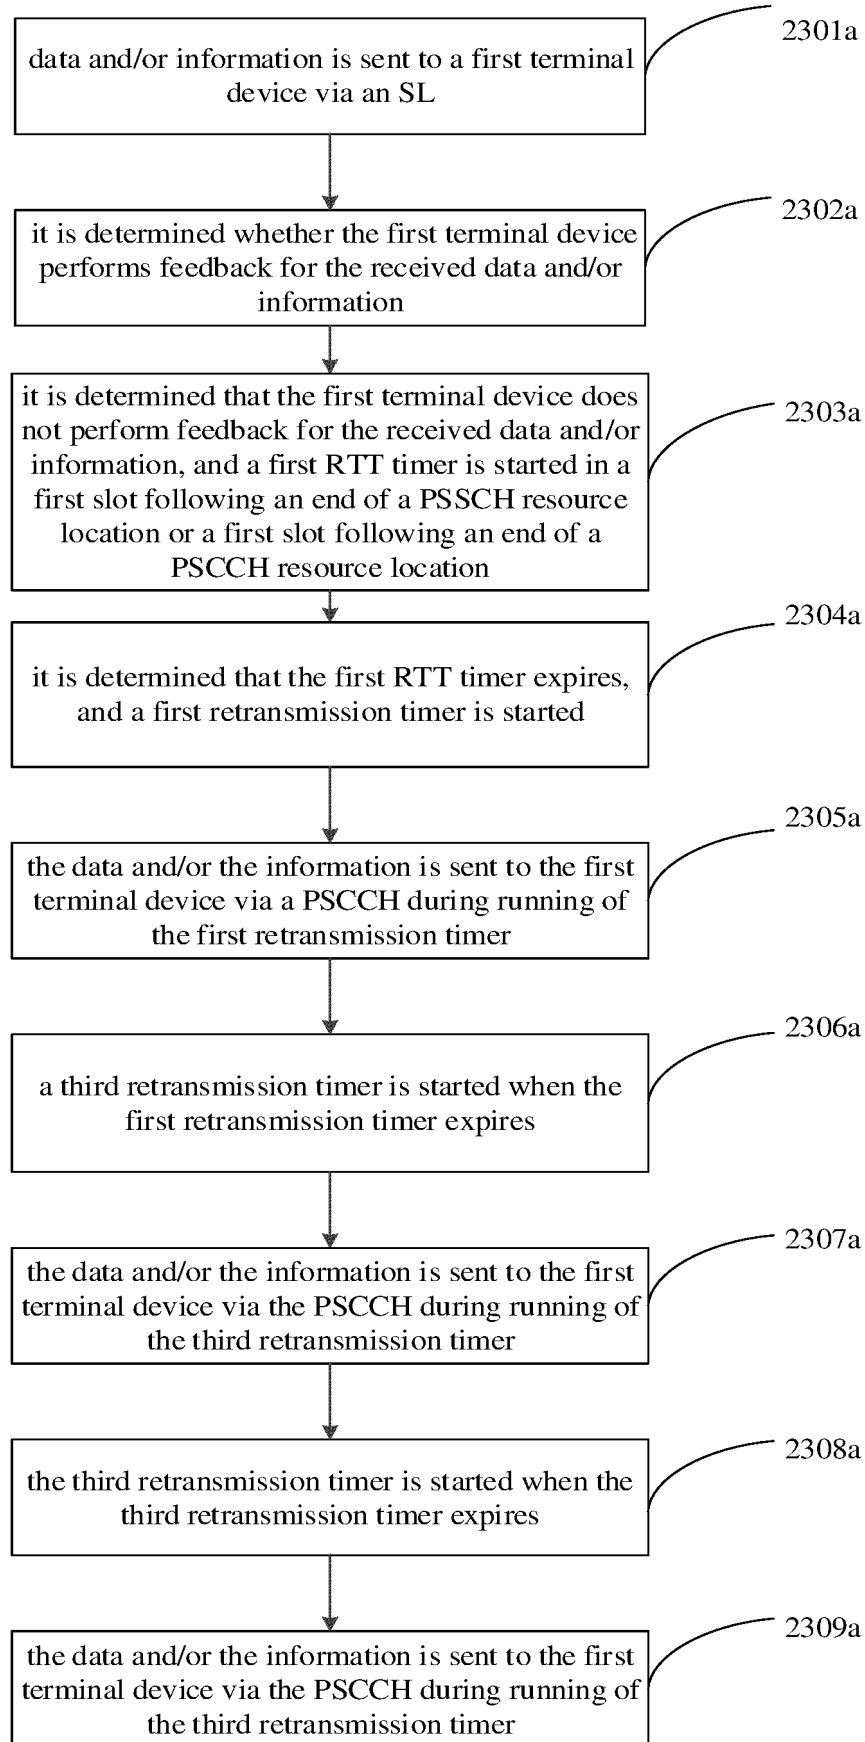 2301a
data and/or information is sent to a first terminal
device via an SL
2302a
it is determined whether the first terminal device
performs feedback for the received data and/or
information
2303a
it is determined that the first terminal device does
not perform feedback for the received data and/or
information, and a first RTT timer is started in a
first slot following an end of a PSSCH resource
location or a first slot following an end of a
PSCCH resource location
2304a
it is determined that the first RTT timer expires,
and a first retransmission timer is started
2305a
the data and/or the information is sent to the first
terminal device via a PSCCH during running of
the first retransmission timer
2306a
a third retransmission timer is started when the
first retransmission timer expires
2307a
the data and/or the information is sent to the first
terminal device via the PSCCH during running of
the third retransmission timer
2308a
the third retransmission timer is started when the
third retransmission timer expires
2309a
the data and/or the information is sent to the first
terminal device via the PSCCH during running of
the third retransmission timer